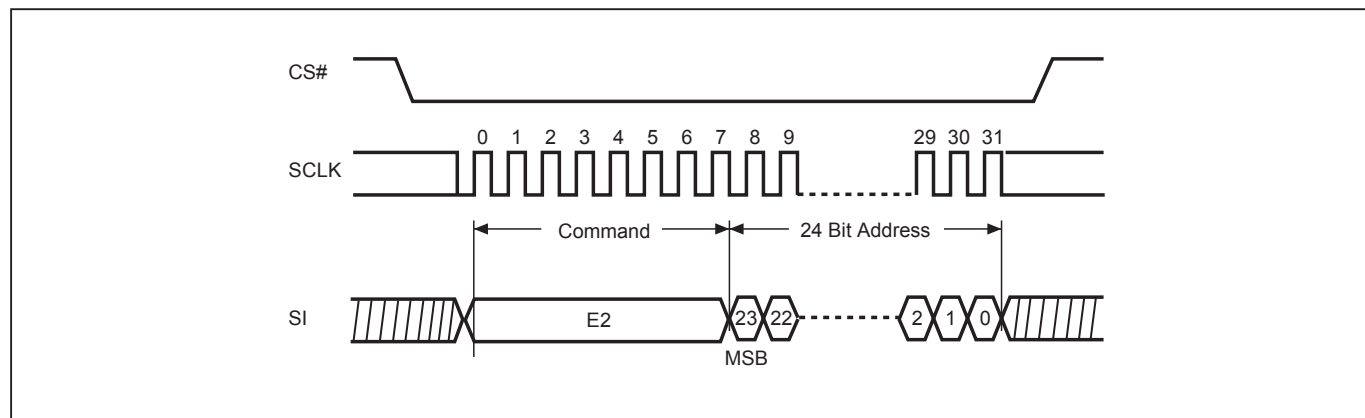 CS#
0 1 2 3 4 5 6 7 8 9 29 30 31
SCLK
Command 24 Bit Address
SI E2 23 22 2 1 0
MSB